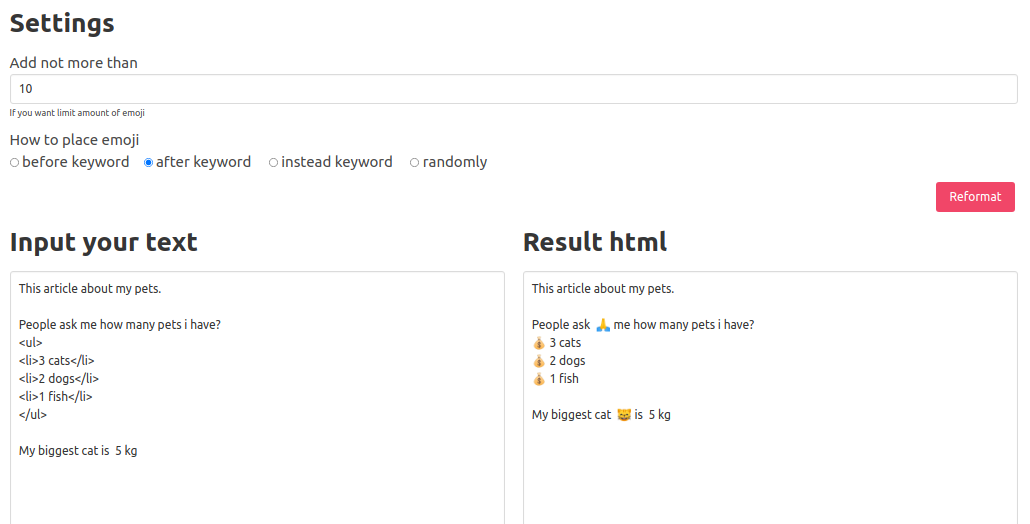 Settings
Add not more than
10
If you want limit amount of emoji
How to place emoji
before keyword after keyword instead keyword randomly
Reformat
Input your text
This article about my pets.
People ask me how many pets i have?
<ul>
<li>3 cats</li>
<li>2 dogs</li>
<li>1 fish</li>
</ul>
My biggest cat is  5 kg
Result html
This article about my pets.
People ask 🙏 me how many pets i have?
💰 3 cats
💰 2 dogs
💰 1 fish
My biggest cat 😹 is  5 kg